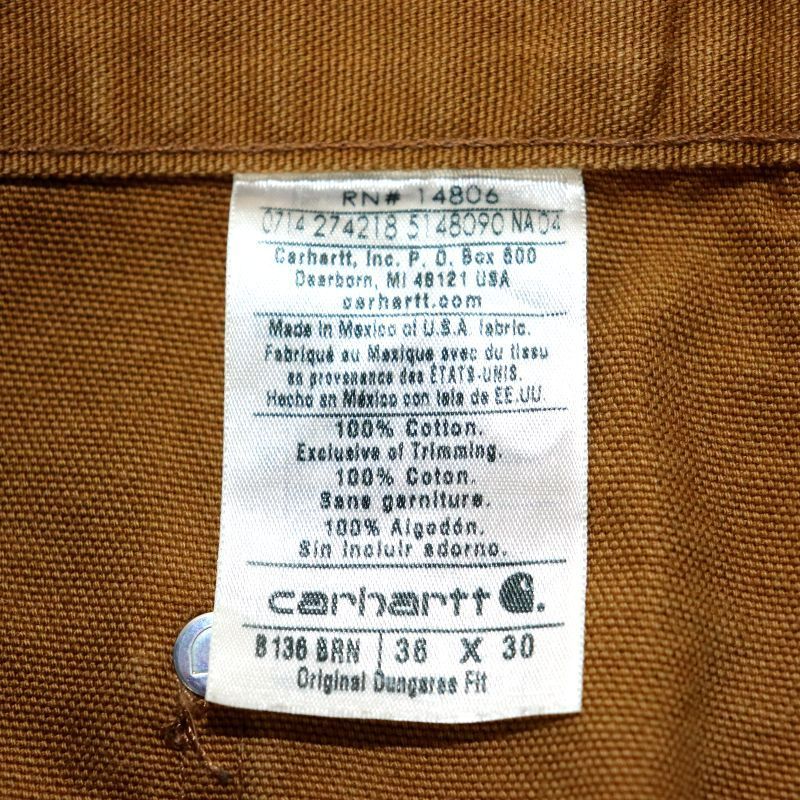 RN# 14806
0714 274218 5148090 NA 04
Carhartt, Inc. P. O. Box 600
Dearborn, MI 48121 USA
carhartt.com
Made in Mexico of U.S.A. fabric.
Fabriqué au Mexique avec du tissu
en provenance des ÉTATS-UNIS.
Hecho en México con tela de EE.UU.
100% Cotton.
Exclusive of Trimming.
100% Coton.
Sans garniture.
100% Algodón.
Sin incluir adorno.
carhartt
B136 BRN 36 X 30
Original Dungaree Fit